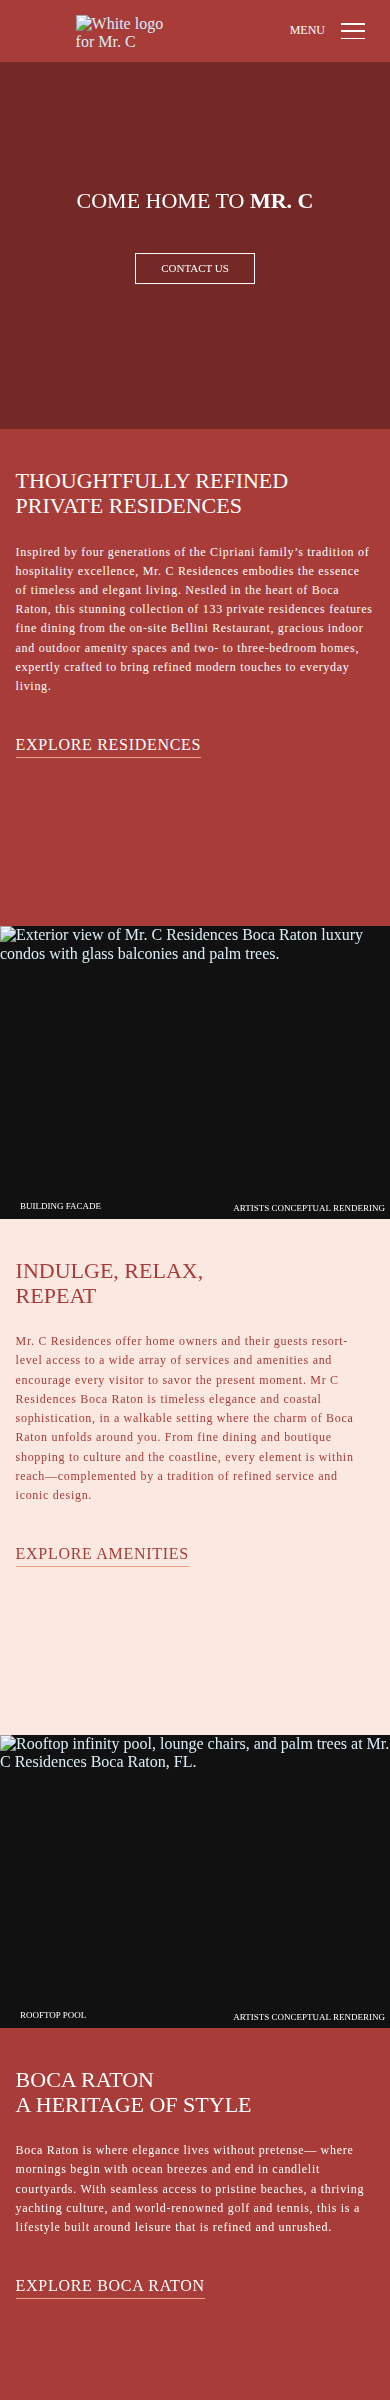 White logo
for Mr. C
MENU
COME HOME TO MR. C
CONTACT US
THOUGHTFULLY REFINED
PRIVATE RESIDENCES
Inspired by four generations of the Cipriani family’s tradition of
hospitality excellence, Mr. C Residences embodies the essence
of timeless and elegant living. Nestled in the heart of Boca
Raton, this stunning collection of 133 private residences features
fine dining from the on-site Bellini Restaurant, gracious indoor
and outdoor amenity spaces and two- to three-bedroom homes,
expertly crafted to bring refined modern touches to everyday
living.
EXPLORE RESIDENCES
Exterior view of Mr. C Residences Boca Raton luxury
condos with glass balconies and palm trees.
BUILDING FACADE
ARTISTS CONCEPTUAL RENDERING
INDULGE, RELAX,
REPEAT
Mr. C Residences offer home owners and their guests resort-
level access to a wide array of services and amenities and
encourage every visitor to savor the present moment. Mr C
Residences Boca Raton is timeless elegance and coastal
sophistication, in a walkable setting where the charm of Boca
Raton unfolds around you. From fine dining and boutique
shopping to culture and the coastline, every element is within
reach—complemented by a tradition of refined service and
iconic design.
EXPLORE AMENITIES
Rooftop infinity pool, lounge chairs, and palm trees at Mr.
C Residences Boca Raton, FL.
ROOFTOP POOL
ARTISTS CONCEPTUAL RENDERING
BOCA RATON
A HERITAGE OF STYLE
Boca Raton is where elegance lives without pretense— where
mornings begin with ocean breezes and end in candlelit
courtyards. With seamless access to pristine beaches, a thriving
yachting culture, and world-renowned golf and tennis, this is a
lifestyle built around leisure that is refined and unrushed.
EXPLORE BOCA RATON